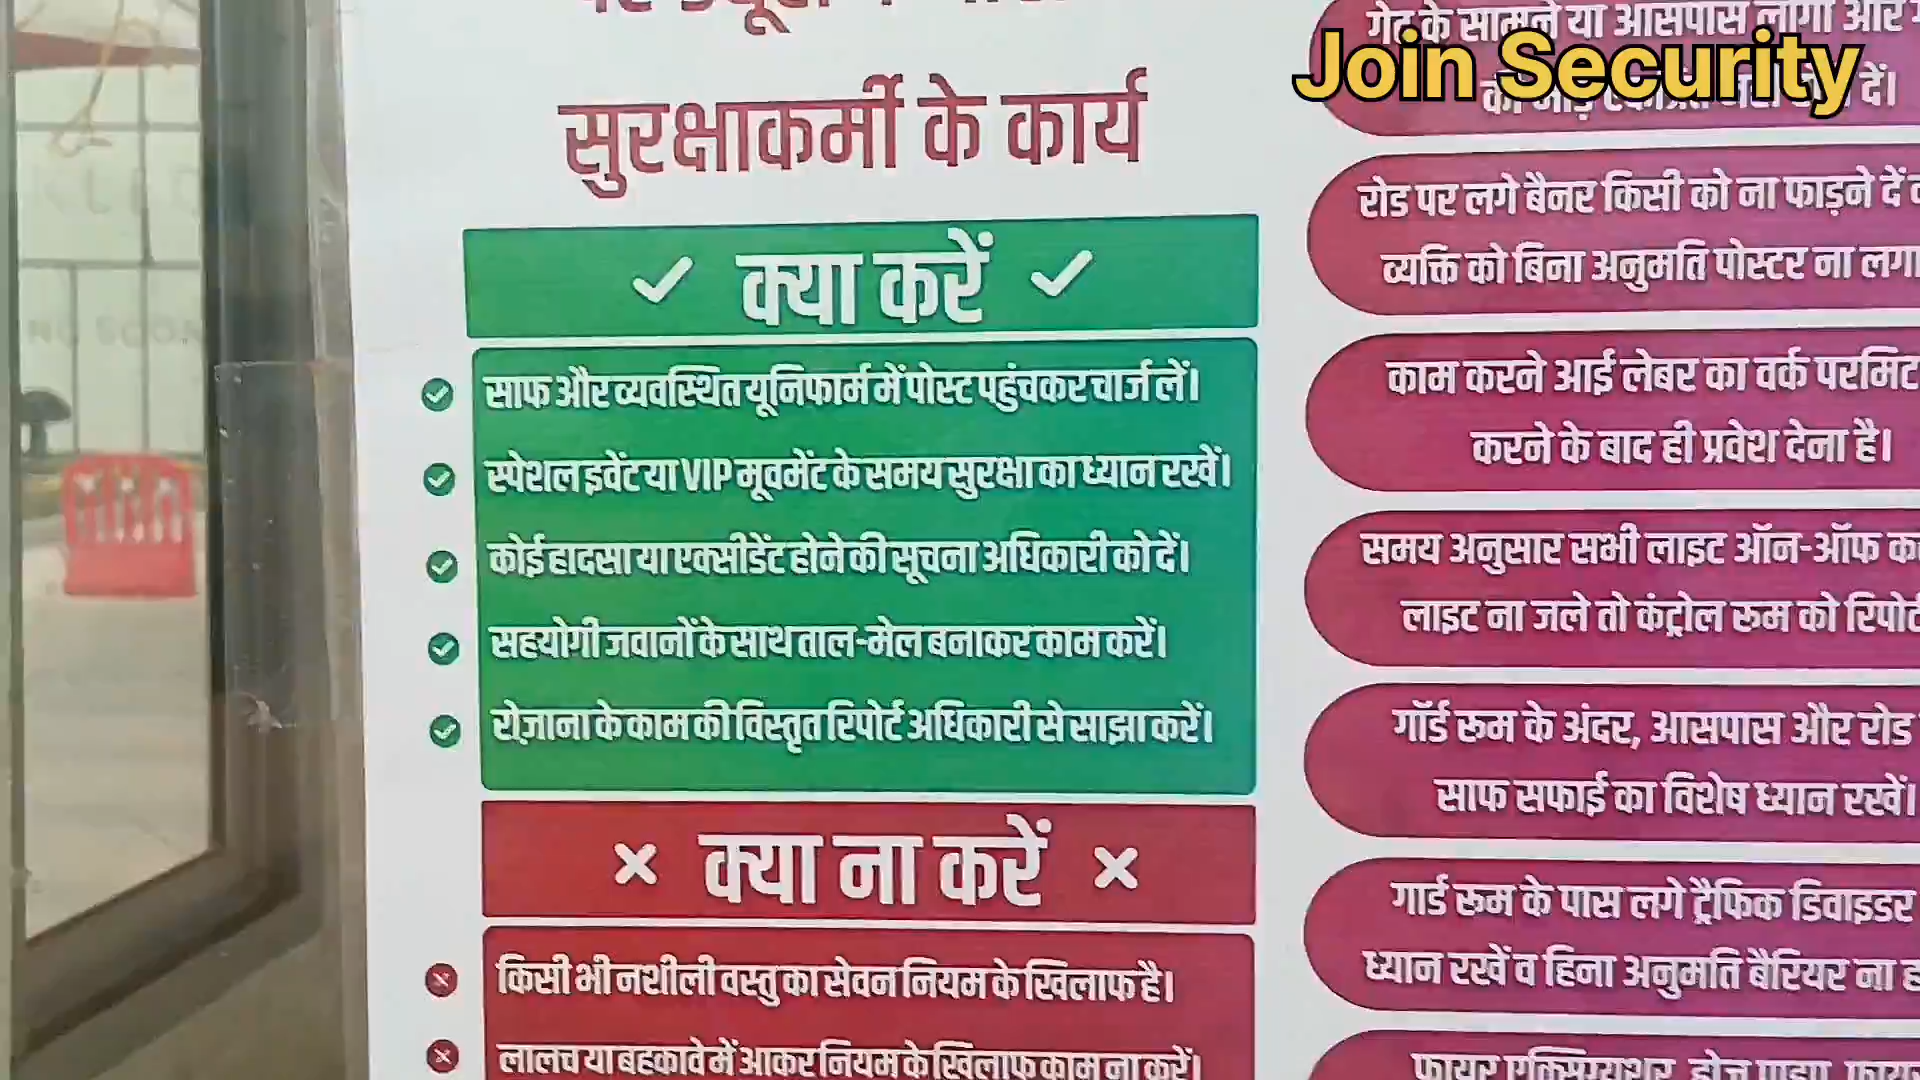 सुरक्षाकर्मी के कार्य
क्या करें
साफ और व्यवस्थित यूनिफार्म में पोस्ट पहुंचकर चार्ज लें।
स्पेशल इवेंट या VIP मूवमेंट के समय सुरक्षा का ध्यान रखें।
कोई हादसा या एक्सीडेंट होने की सूचना अधिकारी को दें।
सहयोगी जवानों के साथ ताल-मेल बनाकर काम करें।
रोज़ाना के काम की विस्तृत रिपोर्ट अधिकारी से साझा करें।
क्या ना करें
किसी भी नशीली वस्तु का सेवन नियम के खिलाफ है।
लालच या बहकावे में आकर नियम के खिलाफ काम ना करें।
Join Security
गेट के सामने या आसपास लोगों और
दें।
रोड पर लगे बैनर किसी को ना फाड़ने दें
व्यक्ति को बिना अनुमति पोस्टर ना
काम करने आई लेबर का वर्क परमिट
करने के बाद ही प्रवेश देना है।
समय अनुसार सभी लाइट ऑन-ऑफ
लाइट ना जले तो कंट्रोल रूम को
गॉर्ड रूम के अंदर, आसपास और रोड
साफ सफाई का विशेष ध्यान रखें।
गार्ड रूम के पास लगे ट्रैफिक डिवाइडर
ध्यान रखें व हिना अनुमति बैरियर ना